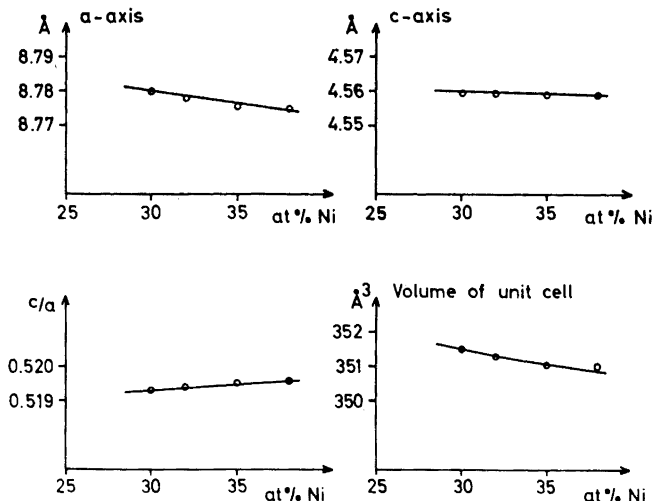 Å a-axis
8.79
8.78
8.77
25 30 35 at% Ni
Å c-axis
4.57
4.56
4.55
25 30 35 at% Ni
c/a
0.520
0.519
25 30 35 at% Ni
Å³ Volume of unit cell
352
351
350
25 30 35 at% Ni